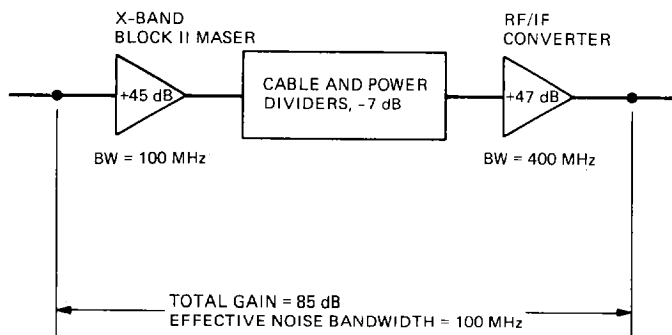 X-BAND
BLOCK II MASER
+45 dB
BW = 100 MHz
CABLE AND POWER
DIVIDERS, -7 dB
RF/IF
CONVERTER
+47 dB
BW = 400 MHz
TOTAL GAIN = 85 dB
EFFECTIVE NOISE BANDWIDTH = 100 MHz